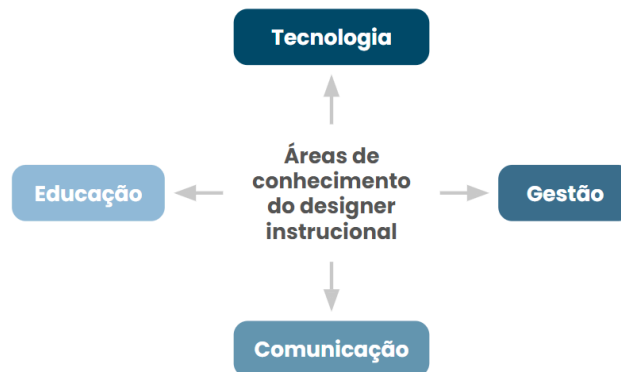 Tecnologia
Áreas de
conhecimento
do designer
instrucional
Educação
Gestão
Comunicação